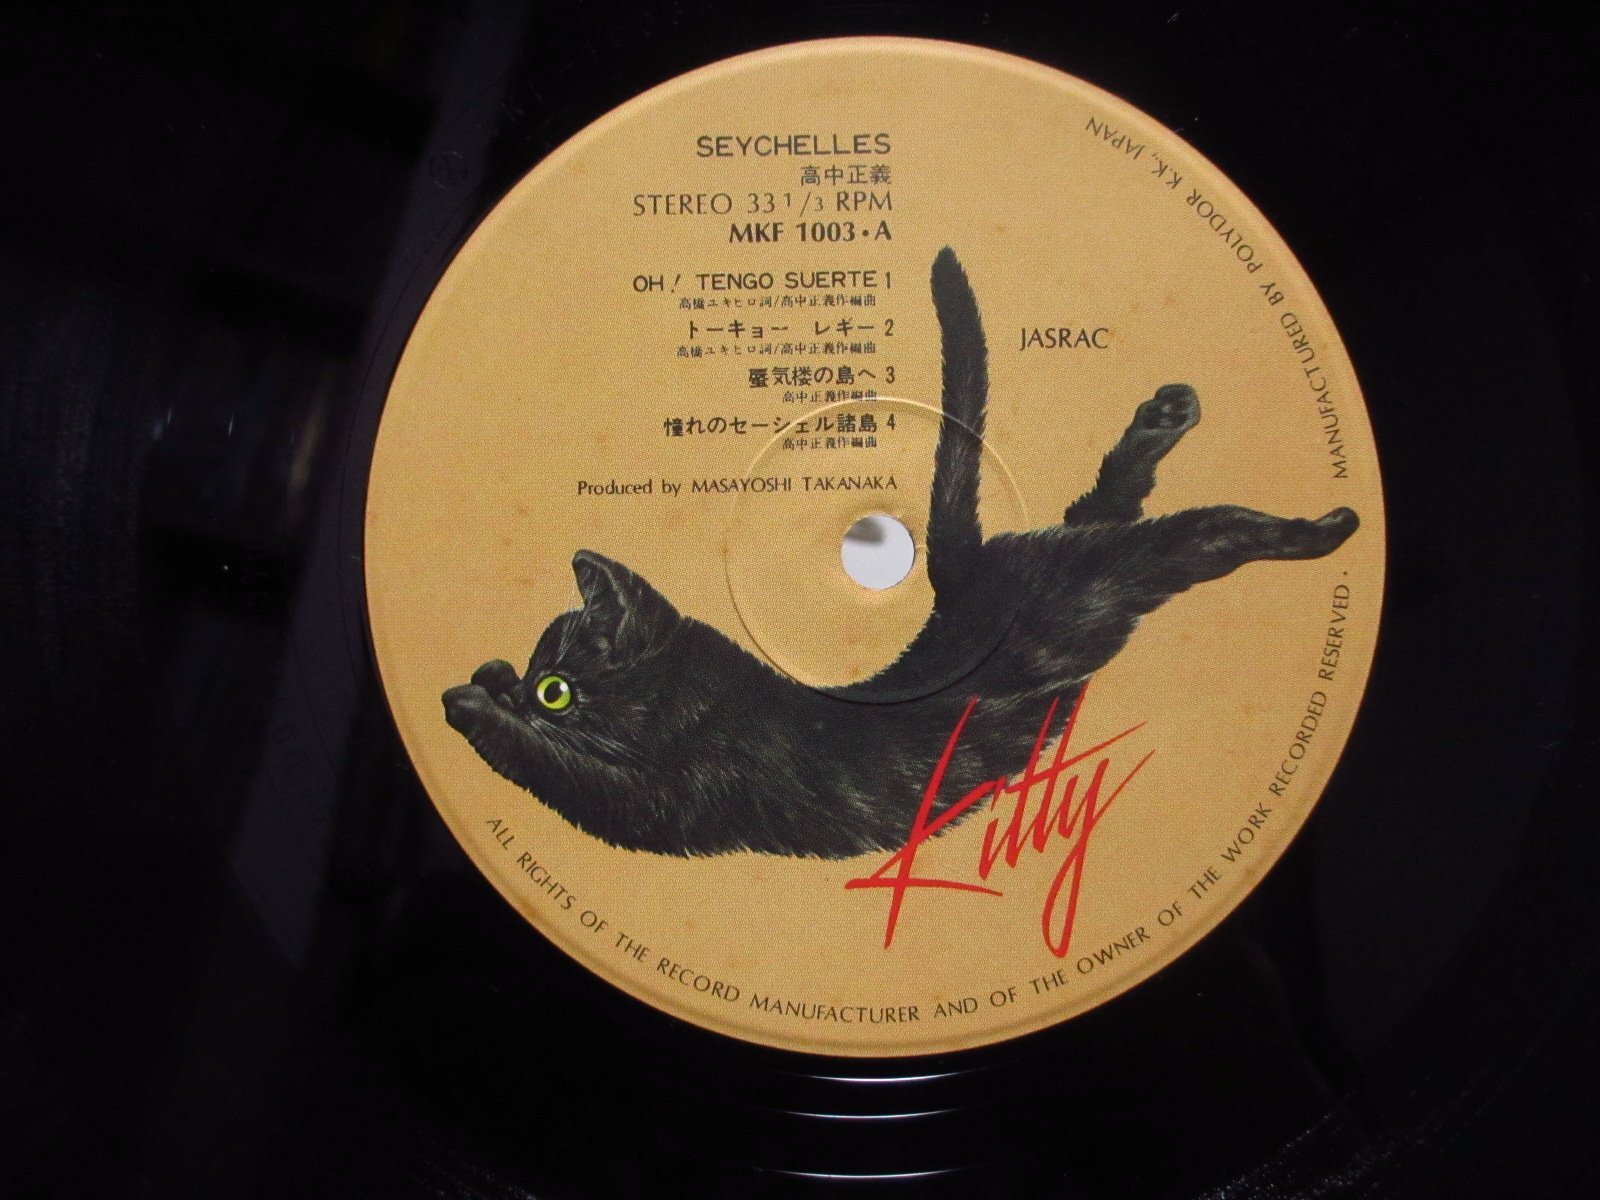 SEYCHELLES
高中正義
STEREO 33 1/3 RPM
MKF 1003・A
OH! TENGO SUERTE 1
高橋ユキヒロ詞/高中正義作編曲
トーキョー レギー 2
高橋ユキヒロ詞/高中正義作編曲
蜃気楼の島へ 3
高中正義作編曲
憧れのセーシェル諸島 4
高中正義作編曲
Produced by MASAYOSHI TAKANAKA
JASRAC
Kitty
ALL RIGHTS OF THE RECORD MANUFACTURER AND OF THE OWNER OF THE WORK RECORDED RESERVED • MANUFACTURED BY POLYDOR K.K., JAPAN